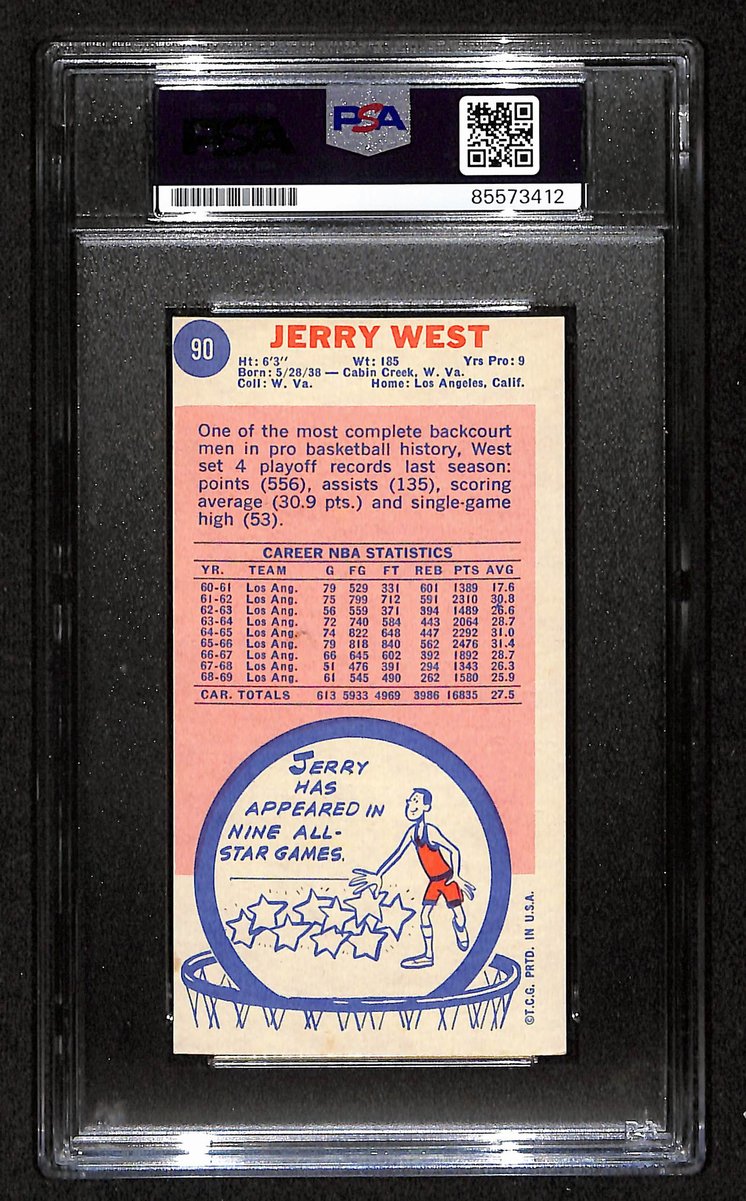 PSA
PSA
85573412
90
JERRY WEST
Ht: 6'3" Wt: 185 Yrs Pro: 9
Born: 5/28/38 — Cabin Creek, W. Va.
Coll: W. Va. Home: Los Angeles, Calif.
One of the most complete backcourt
men in pro basketball history, West
set 4 playoff records last season:
points (556), assists (135), scoring
average (30.9 pts.) and single-game
high (53).
CAREER NBA STATISTICS
YR. TEAM G FG FT REB PTS AVG
60-61 Los Ang. 79 529 331 601 1389 17.6
61-62 Los Ang. 75 799 712 591 2310 30.8
62-63 Los Ang. 56 559 371 394 1489 26.6
63-64 Los Ang. 72 740 584 443 2064 28.7
64-65 Los Ang. 74 822 648 447 2292 31.0
65-66 Los Ang. 79 818 840 562 2476 31.4
66-67 Los Ang. 66 645 602 392 1892 28.7
67-68 Los Ang. 51 476 391 294 1343 26.3
68-69 Los Ang. 61 545 490 262 1580 25.9
CAR. TOTALS 613 5933 4969 3986 16835 27.5
JERRY
HAS
APPEARED IN
NINE ALL-
STAR GAMES.
©T.C.G. PRTD. IN U.S.A.